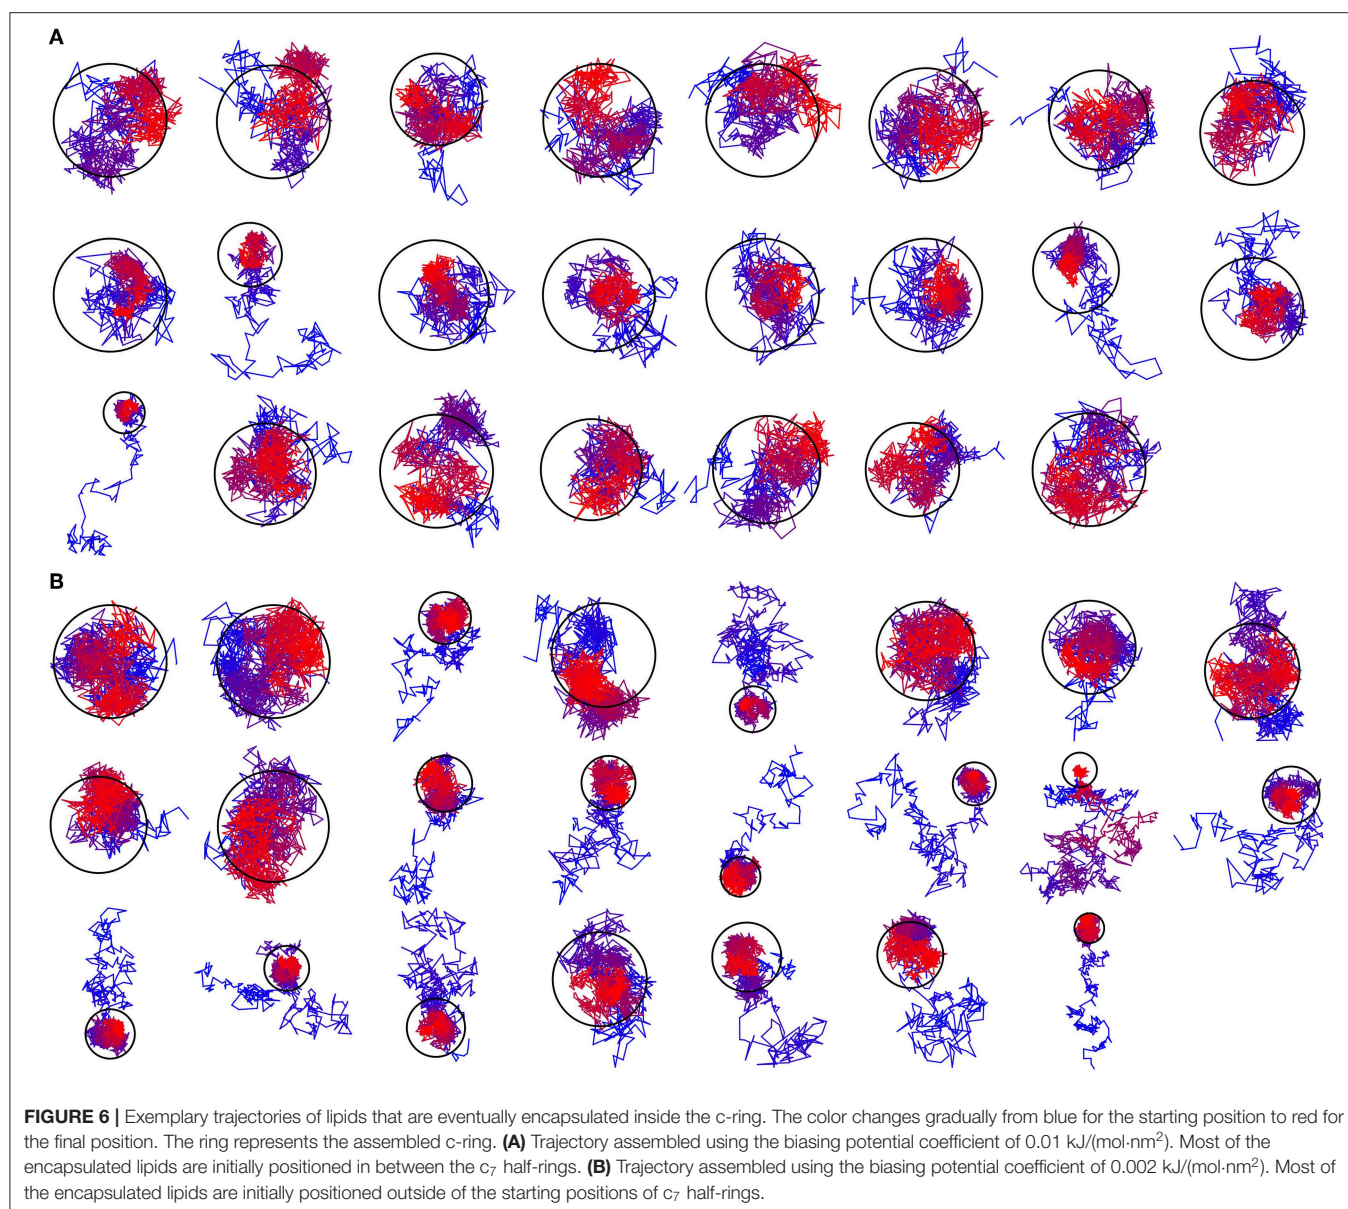 A
B
FIGURE 6 | Exemplary trajectories of lipids that are eventually encapsulated inside the c-ring. The color changes gradually from blue for the starting position to red for
the final position. The ring represents the assembled c-ring. (A) Trajectory assembled using the biasing potential coefficient of 0.01 kJ/(mol·nm²). Most of the
encapsulated lipids are initially positioned in between the c₇ half-rings. (B) Trajectory assembled using the biasing potential coefficient of 0.002 kJ/(mol·nm²). Most of
the encapsulated lipids are initially positioned outside of the starting positions of c₇ half-rings.